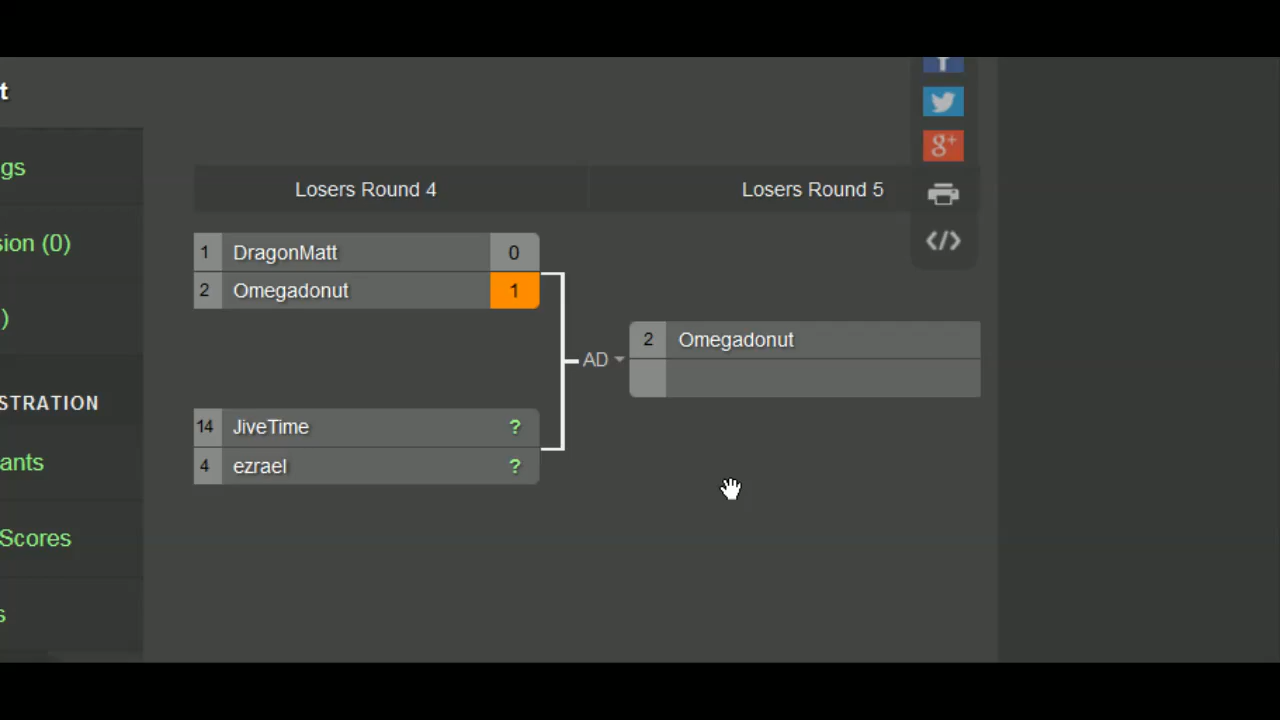 t
gs
sion (0)
)
STRATION
ants
Scores
s
f
g+
</>
Losers Round 4
Losers Round 5
1 DragonMatt 0
2 Omegadonut 1
AD
2 Omegadonut
14 JiveTime ?
4 ezrael ?